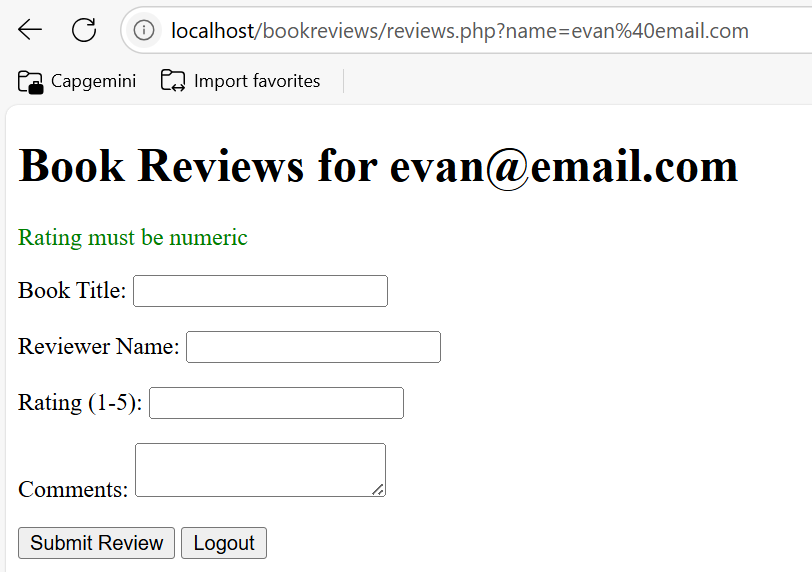 localhost/bookreviews/reviews.php?name=evan%40email.com
Capgemini Import favorites
Book Reviews for evan@email.com
Rating must be numeric
Book Title:
Reviewer Name:
Rating (1-5):
Comments:
Submit Review Logout